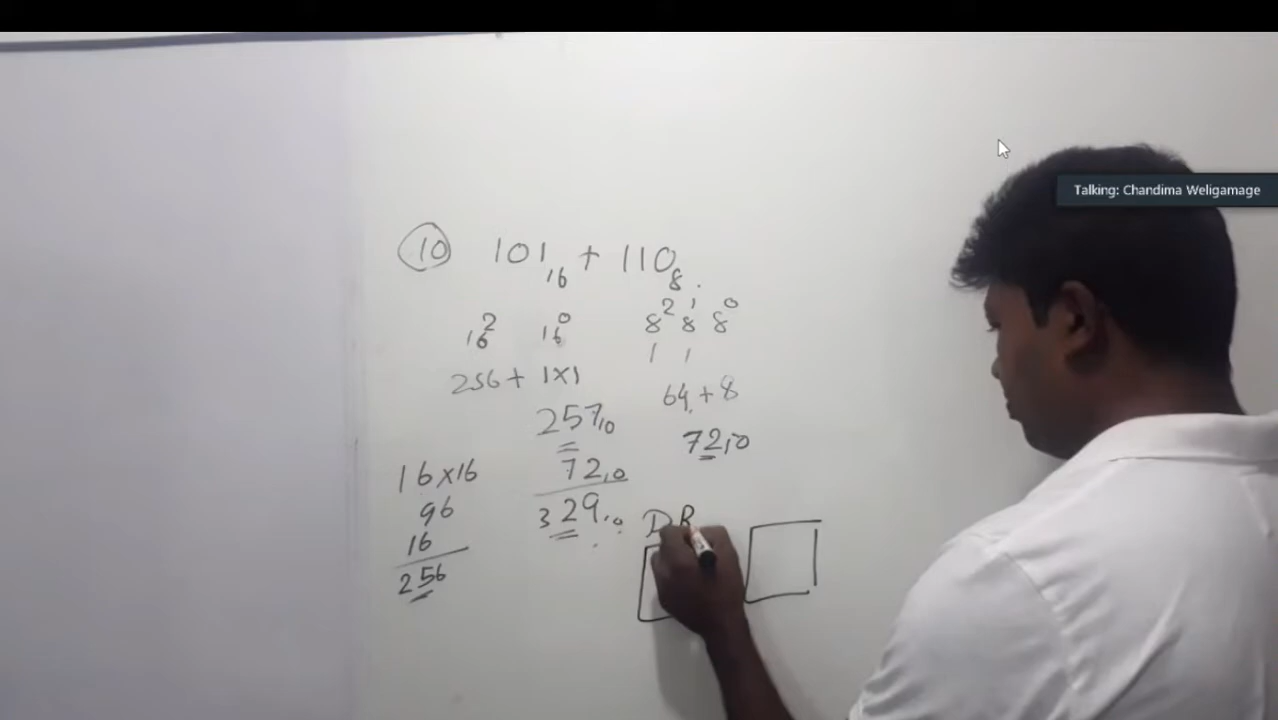 Talking: Chandima Weligamage
10 101₁₆ + 110₈
16² 16⁰ 8² 8¹ 8⁰
1 1
256 + 1×1 64 + 8
257₁₀ 72₁₀
16×16 72₁₀
96 329₁₀ DR
16
256